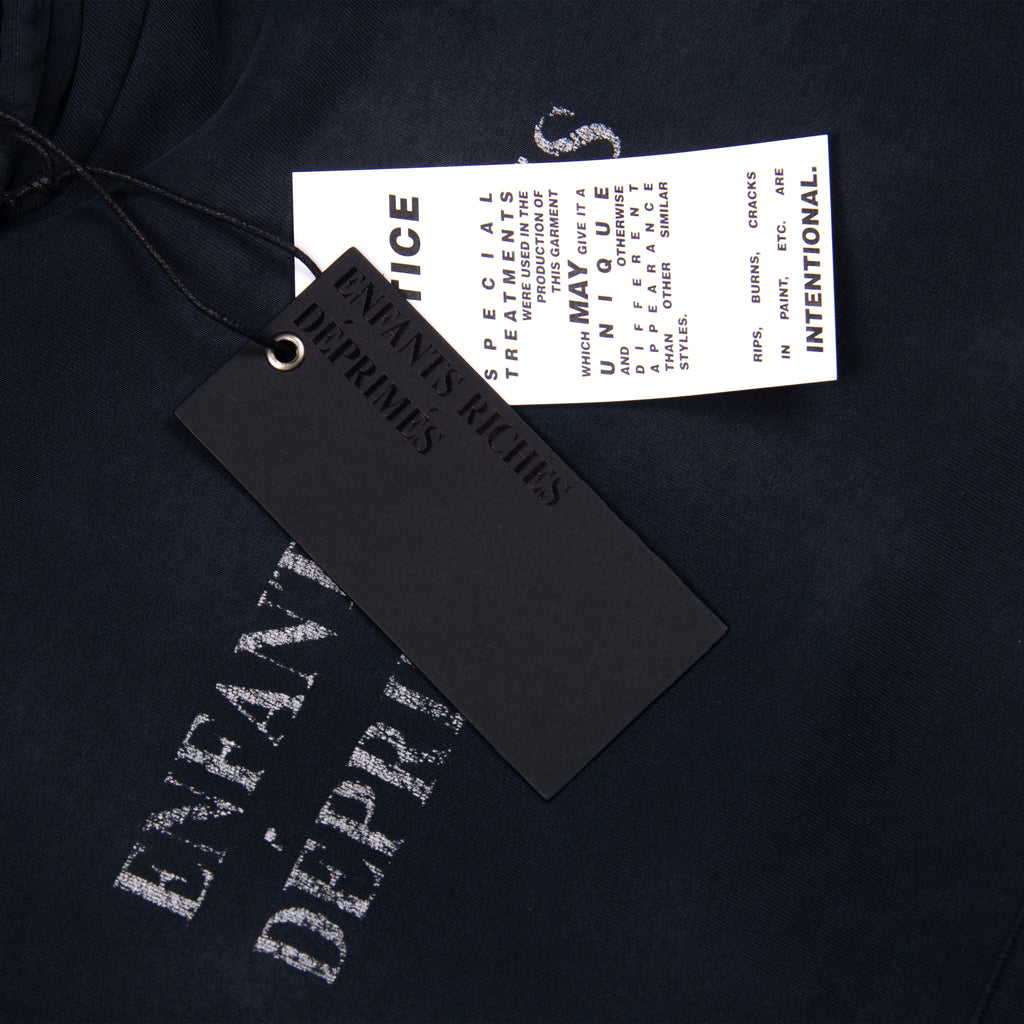 ENFANTS RICHES
DÉPRIMÉS
TICE
SPECIAL
TREATMENTS
WERE USED IN THE
PRODUCTION OF
THIS GARMENT
WHICH MAY GIVE IT A
UNIQUE
AND OTHERWISE
DIFFERENT
APPEARANCE
THAN OTHER SIMILAR
STYLES.
RIPS, BURNS, CRACKS
IN PAINT, ETC. ARE
INTENTIONAL.
ENFANT
DÉPRI
S